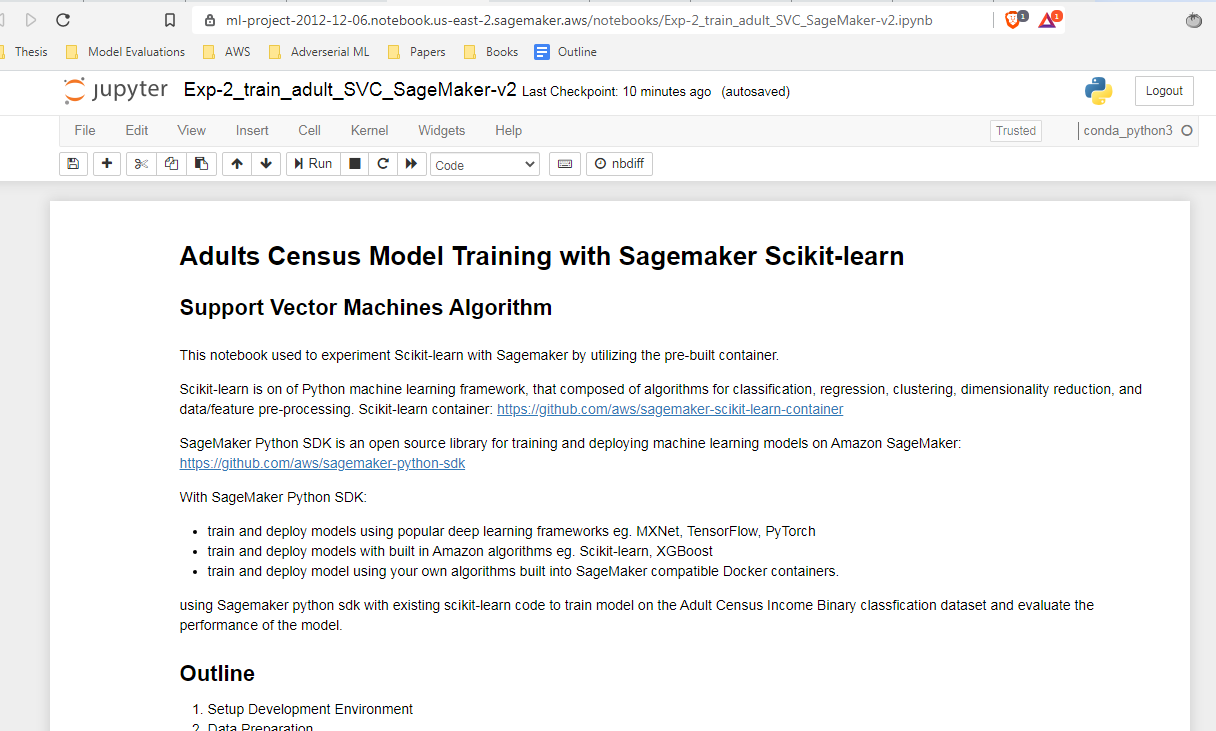 ml-project-2012-12-06.notebook.us-east-2.sagemaker.aws/notebooks/Exp-2_train_adult_SVC_SageMaker-v2.ipynb
1
1
Thesis Model Evaluations AWS Adverserial ML Papers Books Outline
jupyter Exp-2_train_adult_SVC_SageMaker-v2 Last Checkpoint: 10 minutes ago (autosaved)
Logout
File Edit View Insert Cell Kernel Widgets Help
Trusted conda_python3
Run Code nbdiff
Adults Census Model Training with Sagemaker Scikit-learn
Support Vector Machines Algorithm
This notebook used to experiment Scikit-learn with Sagemaker by utilizing the pre-built container.
Scikit-learn is on of Python machine learning framework, that composed of algorithms for classification, regression, clustering, dimensionality reduction, and
data/feature pre-processing. Scikit-learn container: https://github.com/aws/sagemaker-scikit-learn-container
SageMaker Python SDK is an open source library for training and deploying machine learning models on Amazon SageMaker:
https://github.com/aws/sagemaker-python-sdk
With SageMaker Python SDK:
• train and deploy models using popular deep learning frameworks eg. MXNet, TensorFlow, PyTorch
• train and deploy models with built in Amazon algorithms eg. Scikit-learn, XGBoost
• train and deploy model using your own algorithms built into SageMaker compatible Docker containers.
using Sagemaker python sdk with existing scikit-learn code to train model on the Adult Census Income Binary classfication dataset and evaluate the
performance of the model.
Outline
1. Setup Development Environment
2. Data Preparation